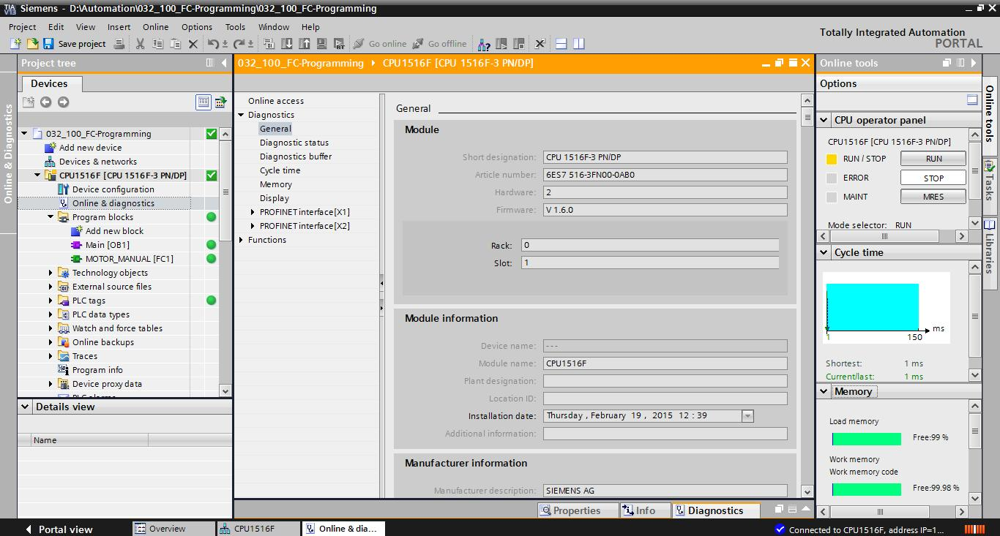 TIA V13 Siemens - D:\Automation\032_100_FC-Programming\032_100_FC-Programming
Project Edit View Insert Online Options Tools Window Help
Totally Integrated Automation
PORTAL
Save project Go online Go offline
Online & Diagnostics
Project tree
Devices
032_100_FC-Programming
Add new device
Devices & networks
CPU1516F [CPU 1516F-3 PN/DP]
Device configuration
Online & diagnostics
Program blocks
Add new block
Main [OB1]
MOTOR_MANUAL [FC1]
Technology objects
External source files
PLC tags
PLC data types
Watch and force tables
Online backups
Traces
Program info
Device proxy data
PLC alarms
Details view
Name
032_100_FC-Programming CPU1516F [CPU 1516F-3 PN/DP]
Online access
Diagnostics
General
Diagnostic status
Diagnostics buffer
Cycle time
Memory
Display
PROFINET interface[X1]
PROFINET interface[X2]
Functions
General
Module
Short designation: CPU 1516F-3 PN/DP
Article number: 6ES7 516-3FN00-0AB0
Hardware: 2
Firmware: V 1.6.0
Rack: 0
Slot: 1
Module information
Device name: ---
Module name: CPU1516F
Plant designation:
Location ID:
Installation date: Thursday , February 19 , 2015 12 : 39
Additional information:
Manufacturer information
Manufacturer description: SIEMENS AG
Properties Info Diagnostics
Online tools
Options
CPU operator panel
CPU1516F [CPU 1516F-3 PN/DP]
RUN / STOP RUN
ERROR STOP
MAINT MRES
Mode selector: RUN
Cycle time
ms
1 150
Shortest: 1 ms
Current/last: 1 ms
Memory
Load memory
Free:99 %
Work memory
Work memory code
Free:99.98 %
Online tools
Tasks
Libraries
Portal view Overview CPU1516F Online & dia... Connected to CPU1516F, address IP=1...